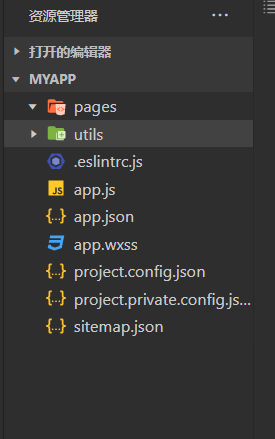 资源管理器 ···
打开的编辑器
MYAPP
pages
utils
.eslintrc.js
JS app.js
{..} app.json
app.wxss
{..} project.config.json
{..} project.private.config.js...
{..} sitemap.json